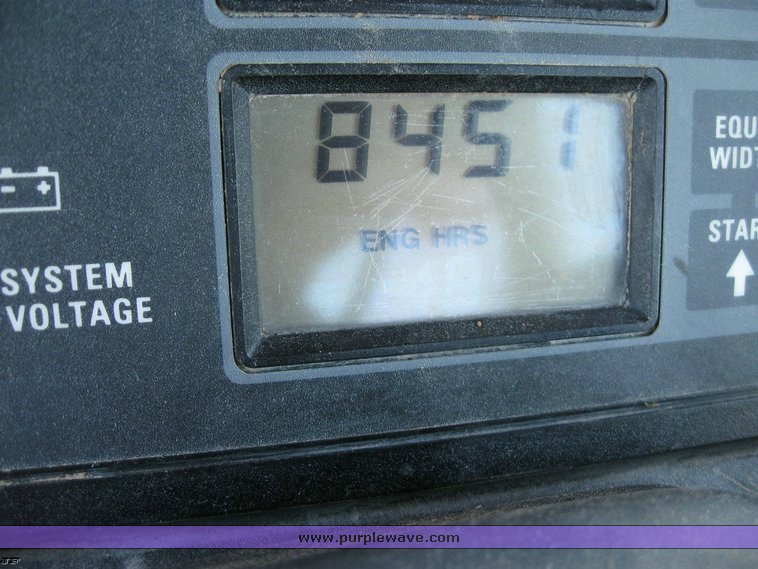 8451
ENG HRS
SYSTEM
VOLTAGE
EQU
WIDT
STAR
www.purplewave.com